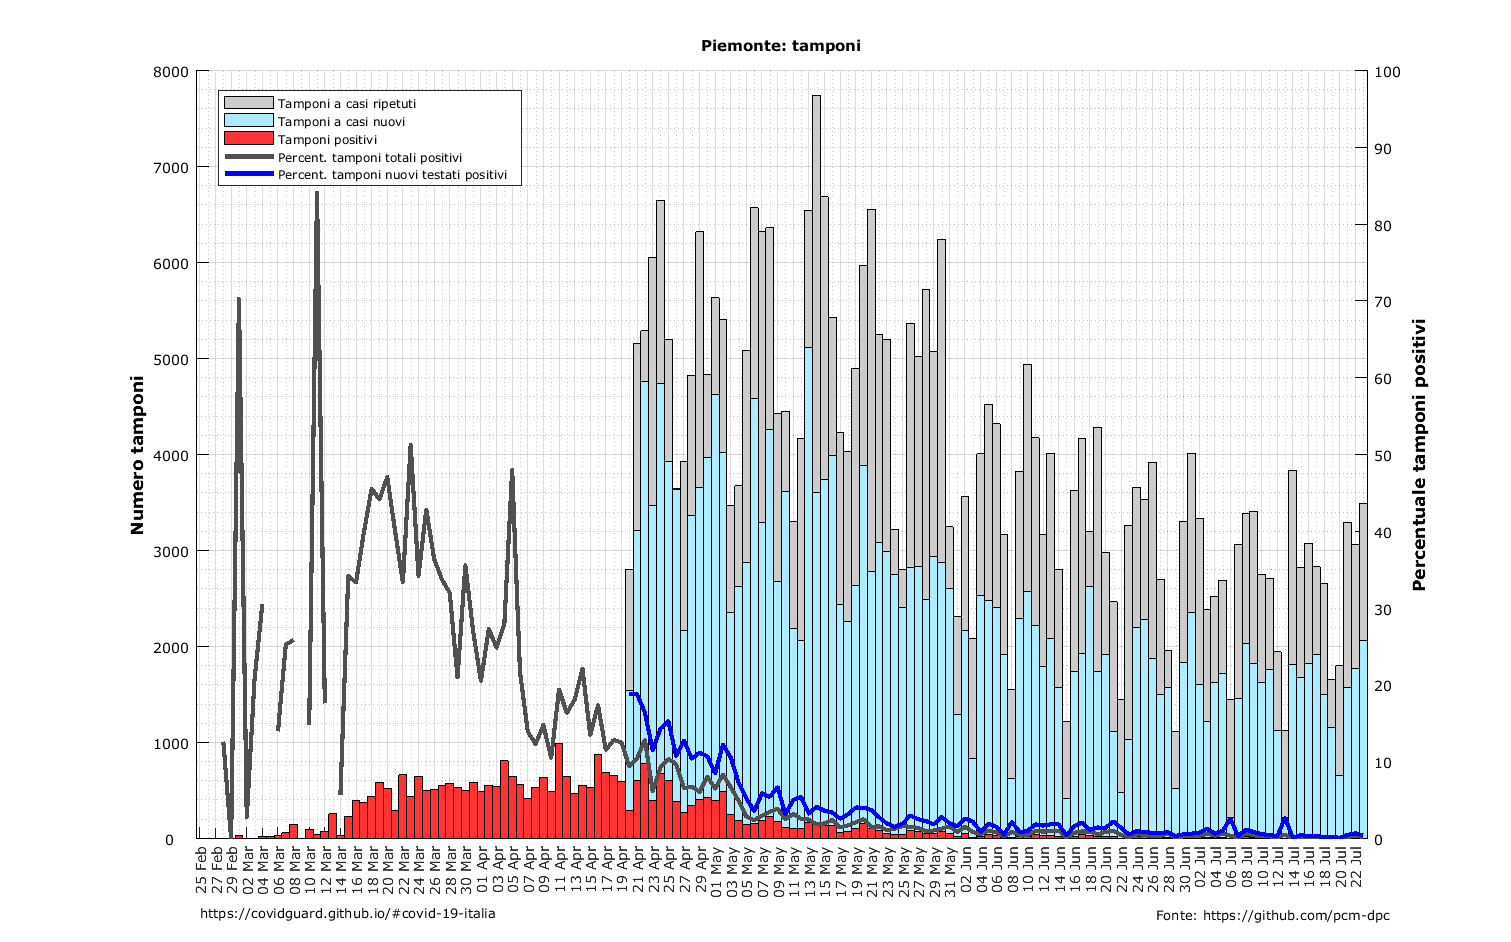 Piemonte: tamponi
Tamponi a casi ripetuti
Tamponi a casi nuovi
Tamponi positivi
Percent. tamponi totali positivi
Percent. tamponi nuovi testati positivi
Numero tamponi
8000
7000
6000
5000
4000
3000
2000
1000
0
Percentuale tamponi positivi
100
90
80
70
60
50
40
30
20
10
0
25 Feb
27 Feb
29 Feb
02 Mar
04 Mar
06 Mar
08 Mar
10 Mar
12 Mar
14 Mar
16 Mar
18 Mar
20 Mar
22 Mar
24 Mar
26 Mar
28 Mar
30 Mar
01 Apr
03 Apr
05 Apr
07 Apr
09 Apr
11 Apr
13 Apr
15 Apr
17 Apr
19 Apr
21 Apr
23 Apr
25 Apr
27 Apr
29 Apr
01 May
03 May
05 May
07 May
09 May
11 May
13 May
15 May
17 May
19 May
21 May
23 May
25 May
27 May
29 May
31 May
02 Jun
04 Jun
06 Jun
08 Jun
10 Jun
12 Jun
14 Jun
16 Jun
18 Jun
20 Jun
22 Jun
24 Jun
26 Jun
28 Jun
30 Jun
02 Jul
04 Jul
06 Jul
08 Jul
10 Jul
12 Jul
14 Jul
16 Jul
18 Jul
20 Jul
22 Jul
https://covidguard.github.io/#covid-19-italia
Fonte: https://github.com/pcm-dpc